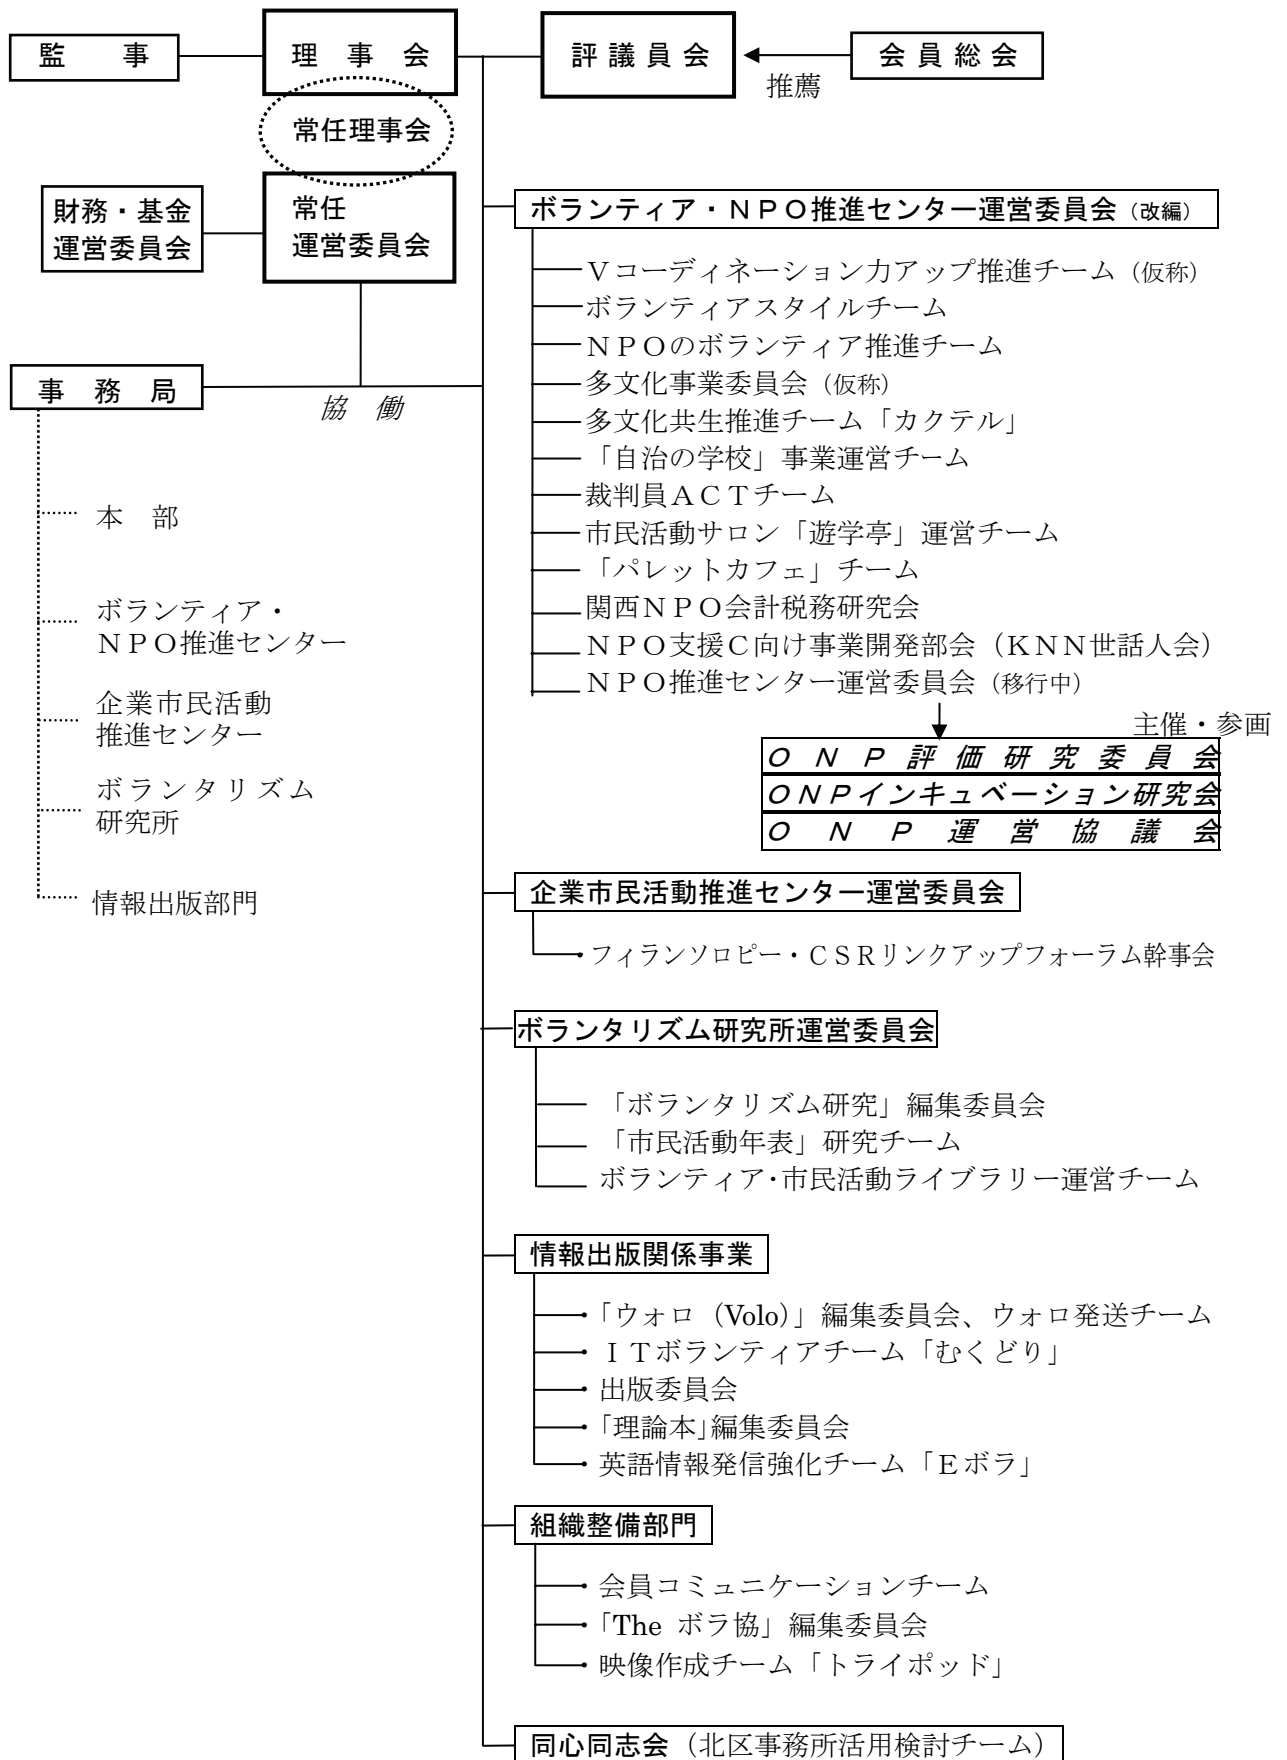 監　事
理　事　会
評 議 員 会
会 員 総 会
推薦
常任理事会
財務・基金
運営委員会
常任
運営委員会
事　務　局
協　働
本　部
ボランティア・
ＮＰＯ推進センター
企業市民活動
推進センター
ボランタリズム
研究所
情報出版部門
ボランティア・ＮＰＯ推進センター運営委員会（改編）
Ｖコーディネーション力アップ推進チーム（仮称）
ボランティアスタイルチーム
ＮＰＯのボランティア推進チーム
多文化事業委員会（仮称）
多文化共生推進チーム「カクテル」
「自治の学校」事業運営チーム
裁判員ＡＣＴチーム
市民活動サロン「遊学亭」運営チーム
「パレットカフェ」チーム
関西ＮＰＯ会計税務研究会
ＮＰＯ支援Ｃ向け事業開発部会（ＫＮＮ世話人会）
ＮＰＯ推進センター運営委員会（移行中）
主催・参画
ＯＮＰ評価研究委員会
ＯＮＰインキュベーション研究会
ＯＮＰ運営協議会
企業市民活動推進センター運営委員会
フィランソロピー・ＣＳＲリンクアップフォーラム幹事会
ボランタリズム研究所運営委員会
「ボランタリズム研究」編集委員会
「市民活動年表」研究チーム
ボランティア・市民活動ライブラリー運営チーム
情報出版関係事業
「ウォロ（Volo）」編集委員会、ウォロ発送チーム
ＩＴボランティアチーム「むくどり」
出版委員会
「理論本」編集委員会
英語情報発信強化チーム「Ｅボラ」
組織整備部門
会員コミュニケーションチーム
「The ボラ協」編集委員会
映像作成チーム「トライポッド」
同心同志会（北区事務所活用検討チーム）